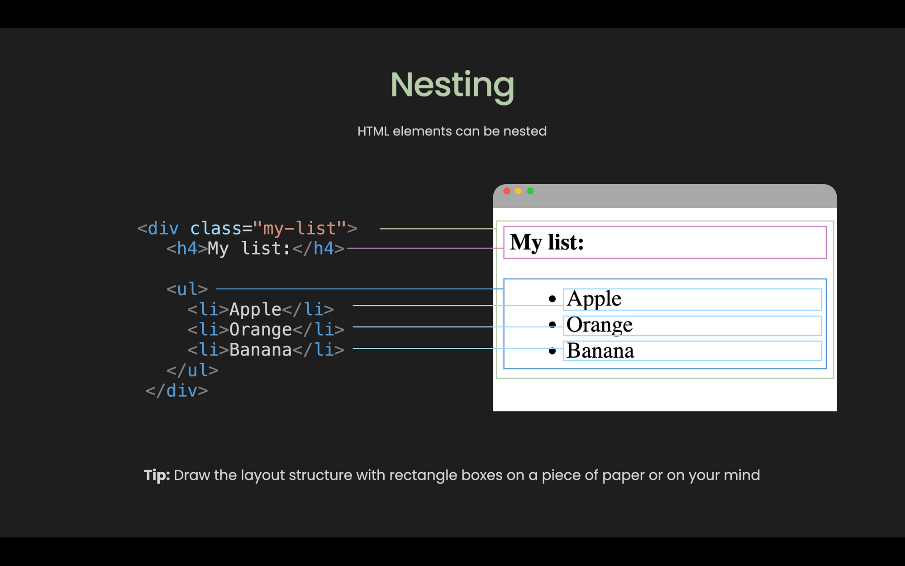 Nesting
HTML elements can be nested
<div class="my-list">
<h4>My list:</h4>
<ul>
<li>Apple</li>
<li>Orange</li>
<li>Banana</li>
</ul>
</div>
My list:
• Apple
• Orange
• Banana
Tip: Draw the layout structure with rectangle boxes on a piece of paper or on your mind